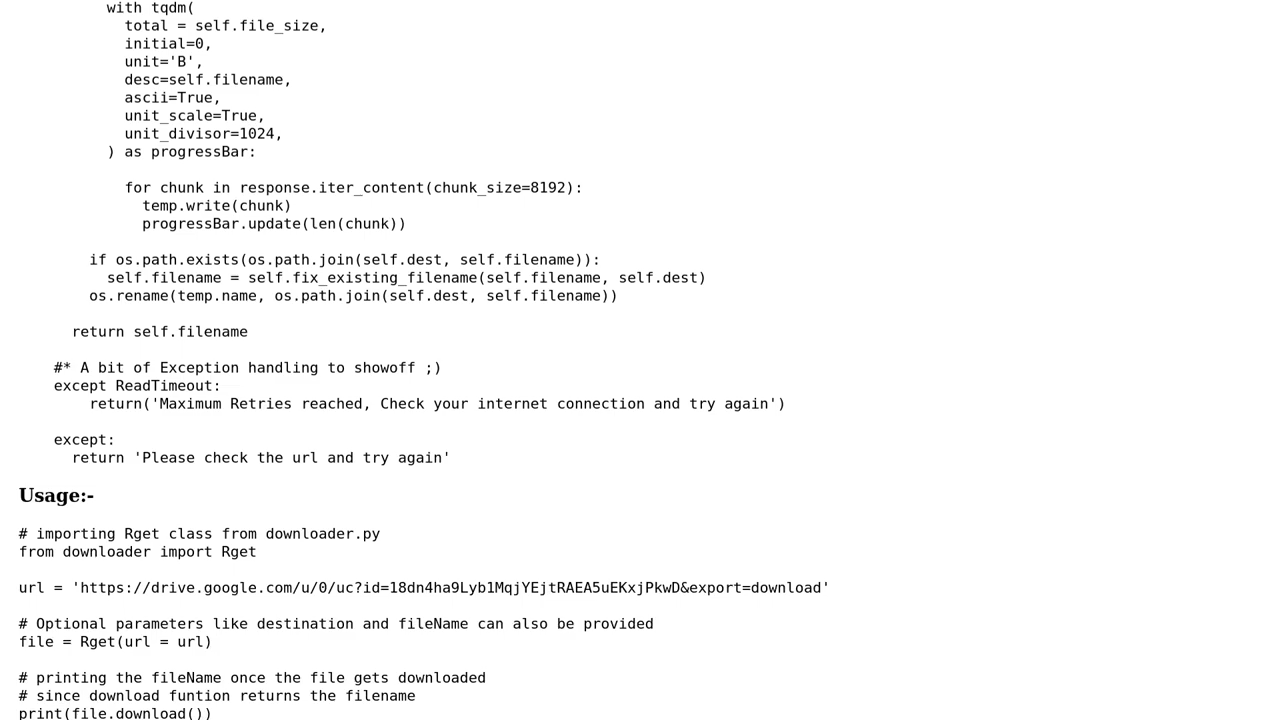 with tqdm(
total = self.file_size,
initial=0,
unit='B',
desc=self.filename,
ascii=True,
unit_scale=True,
unit_divisor=1024,
) as progressBar:
for chunk in response.iter_content(chunk_size=8192):
temp.write(chunk)
progressBar.update(len(chunk))
if os.path.exists(os.path.join(self.dest, self.filename)):
self.filename = self.fix_existing_filename(self.filename, self.dest)
os.rename(temp.name, os.path.join(self.dest, self.filename))
return self.filename
#* A bit of Exception handling to showoff ;)
except ReadTimeout:
return('Maximum Retries reached, Check your internet connection and try again')
except:
return 'Please check the url and try again'
Usage:-
# importing Rget class from downloader.py
from downloader import Rget
url = 'https://drive.google.com/u/0/uc?id=18dn4ha9Lyb1MqjYEjtRAEA5uEKxjPkwD&export=download'
# Optional parameters like destination and fileName can also be provided
file = Rget(url = url)
# printing the fileName once the file gets downloaded
# since download funtion returns the filename
print(file.download())